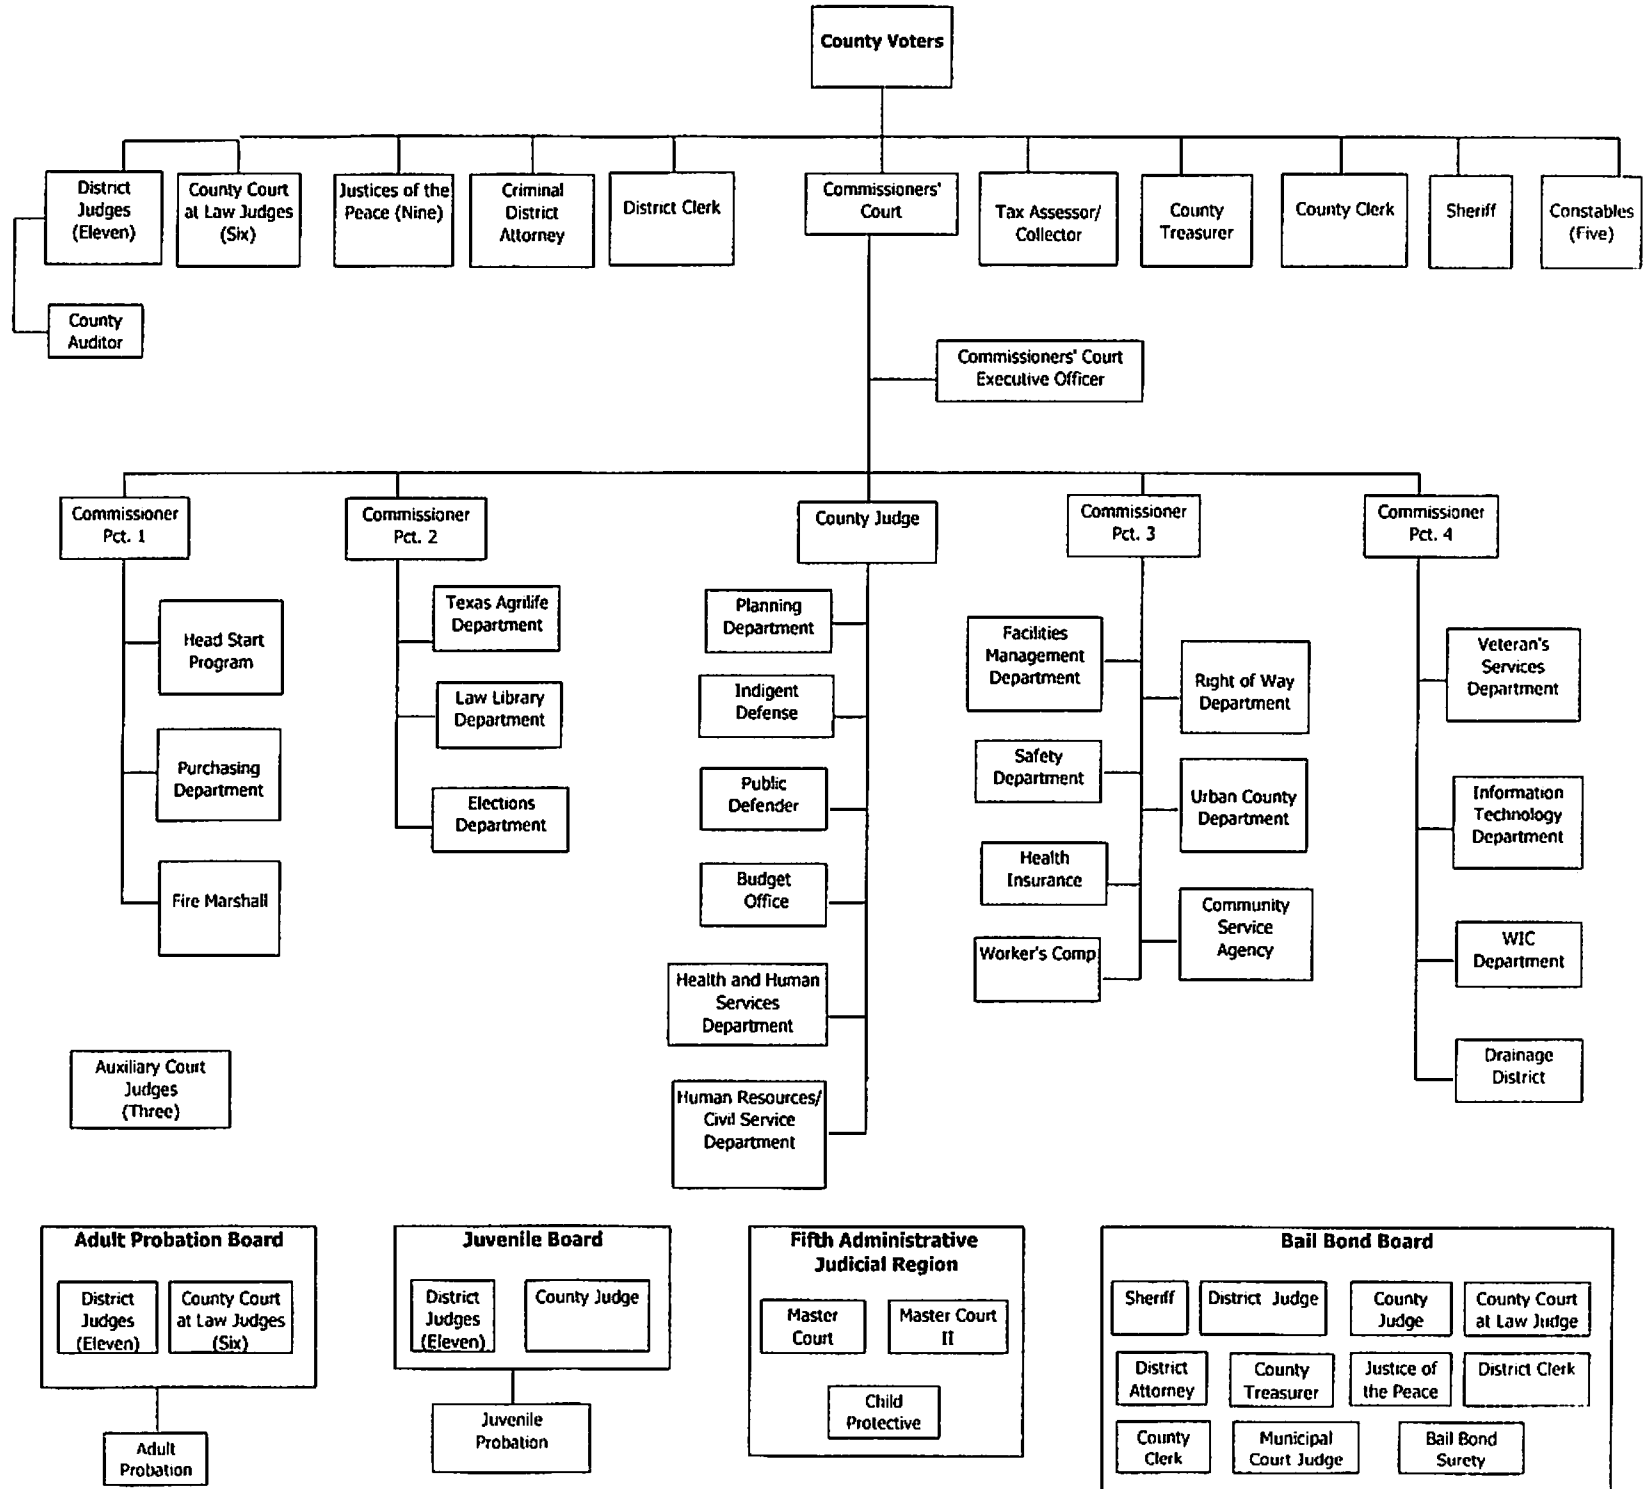 County Voters
District
Judges
(Eleven)
County Court
at Law Judges
(Six)
Justices of the
Peace (Nine)
Criminal
District
Attorney
District Clerk
Commissioners'
Court
Tax Assessor/
Collector
County
Treasurer
County Clerk
Sheriff
Constables
(Five)
County
Auditor
Commissioners' Court
Executive Officer
Commissioner
Pct. 1
Commissioner
Pct. 2
County Judge
Commissioner
Pct. 3
Commissioner
Pct. 4
Head Start
Program
Purchasing
Department
Fire Marshall
Texas Agrilife
Department
Law Library
Department
Elections
Department
Planning
Department
Indigent
Defense
Public
Defender
Budget
Office
Health and Human
Services
Department
Human Resources/
Civil Service
Department
Facilities
Management
Department
Safety
Department
Health
Insurance
Worker's Comp
Right of Way
Department
Urban County
Department
Community
Service
Agency
Veteran's
Services
Department
Information
Technology
Department
WIC
Department
Drainage
District
Auxiliary Court
Judges
(Three)
Adult Probation Board
District
Judges
(Eleven)
County Court
at Law Judges
(Six)
Adult
Probation
Juvenile Board
District
Judges
(Eleven)
County Judge
Juvenile
Probation
Fifth Administrative
Judicial Region
Master
Court
Master Court
II
Child
Protective
Bail Bond Board
Sheriff
District Judge
County
Judge
County Court
at Law Judge
District
Attorney
County
Treasurer
Justice of
the Peace
District Clerk
County
Clerk
Municipal
Court Judge
Bail Bond
Surety